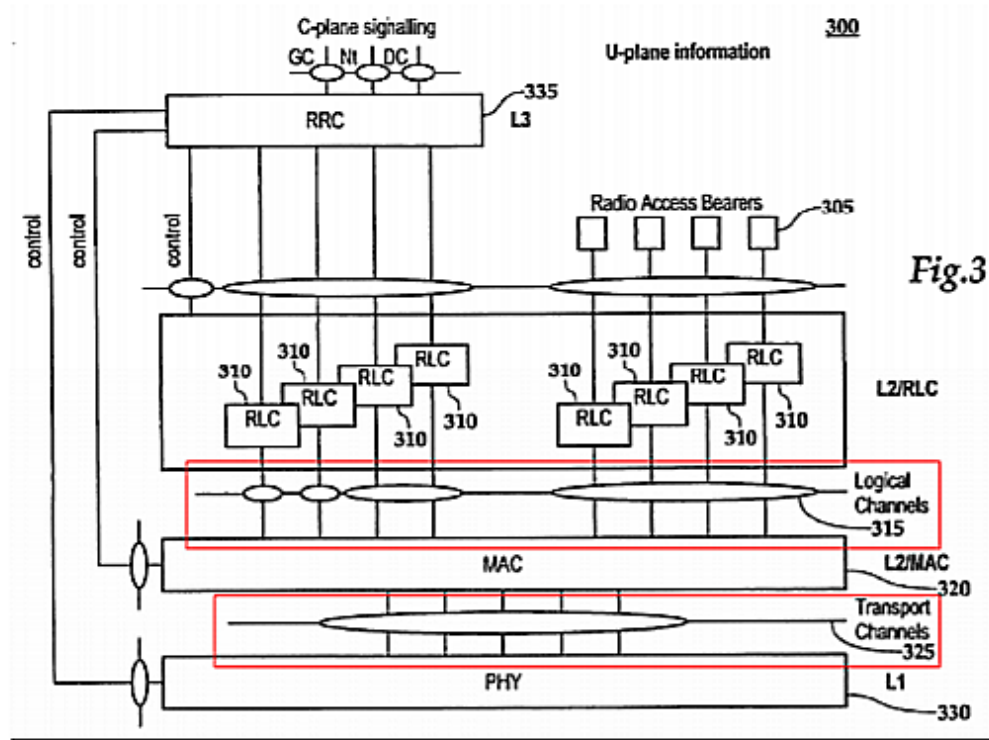 C-plane signalling
300
GC Nt DC
U-plane information
335
RRC
L3
control
control
control
Radio Access Bearers
305
Fig.3
310
RLC
310
RLC
RLC
310
RLC
310
310
RLC
310
RLC
RLC
310
RLC
310
L2/RLC
Logical
Channels
315
MAC
L2/MAC
320
Transport
Channels
325
PHY
L1
330